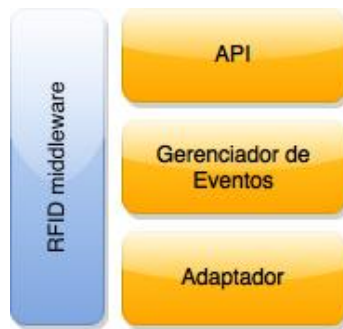 RFID middleware
API
Gerenciador de
Eventos
Adaptador